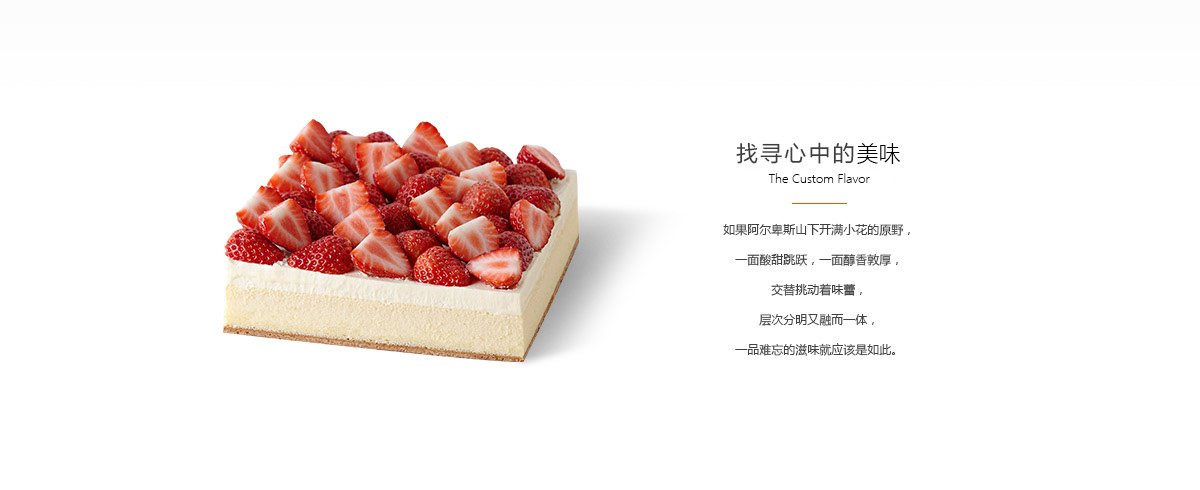 找寻心中的美味
The Custom Flavor
如果阿尔卑斯山下开满小花的原野，
一面酸甜跳跃，一面醇香敦厚，
交替挑动着味蕾，
层次分明又融而一体，
一品难忘的滋味就应该是如此。